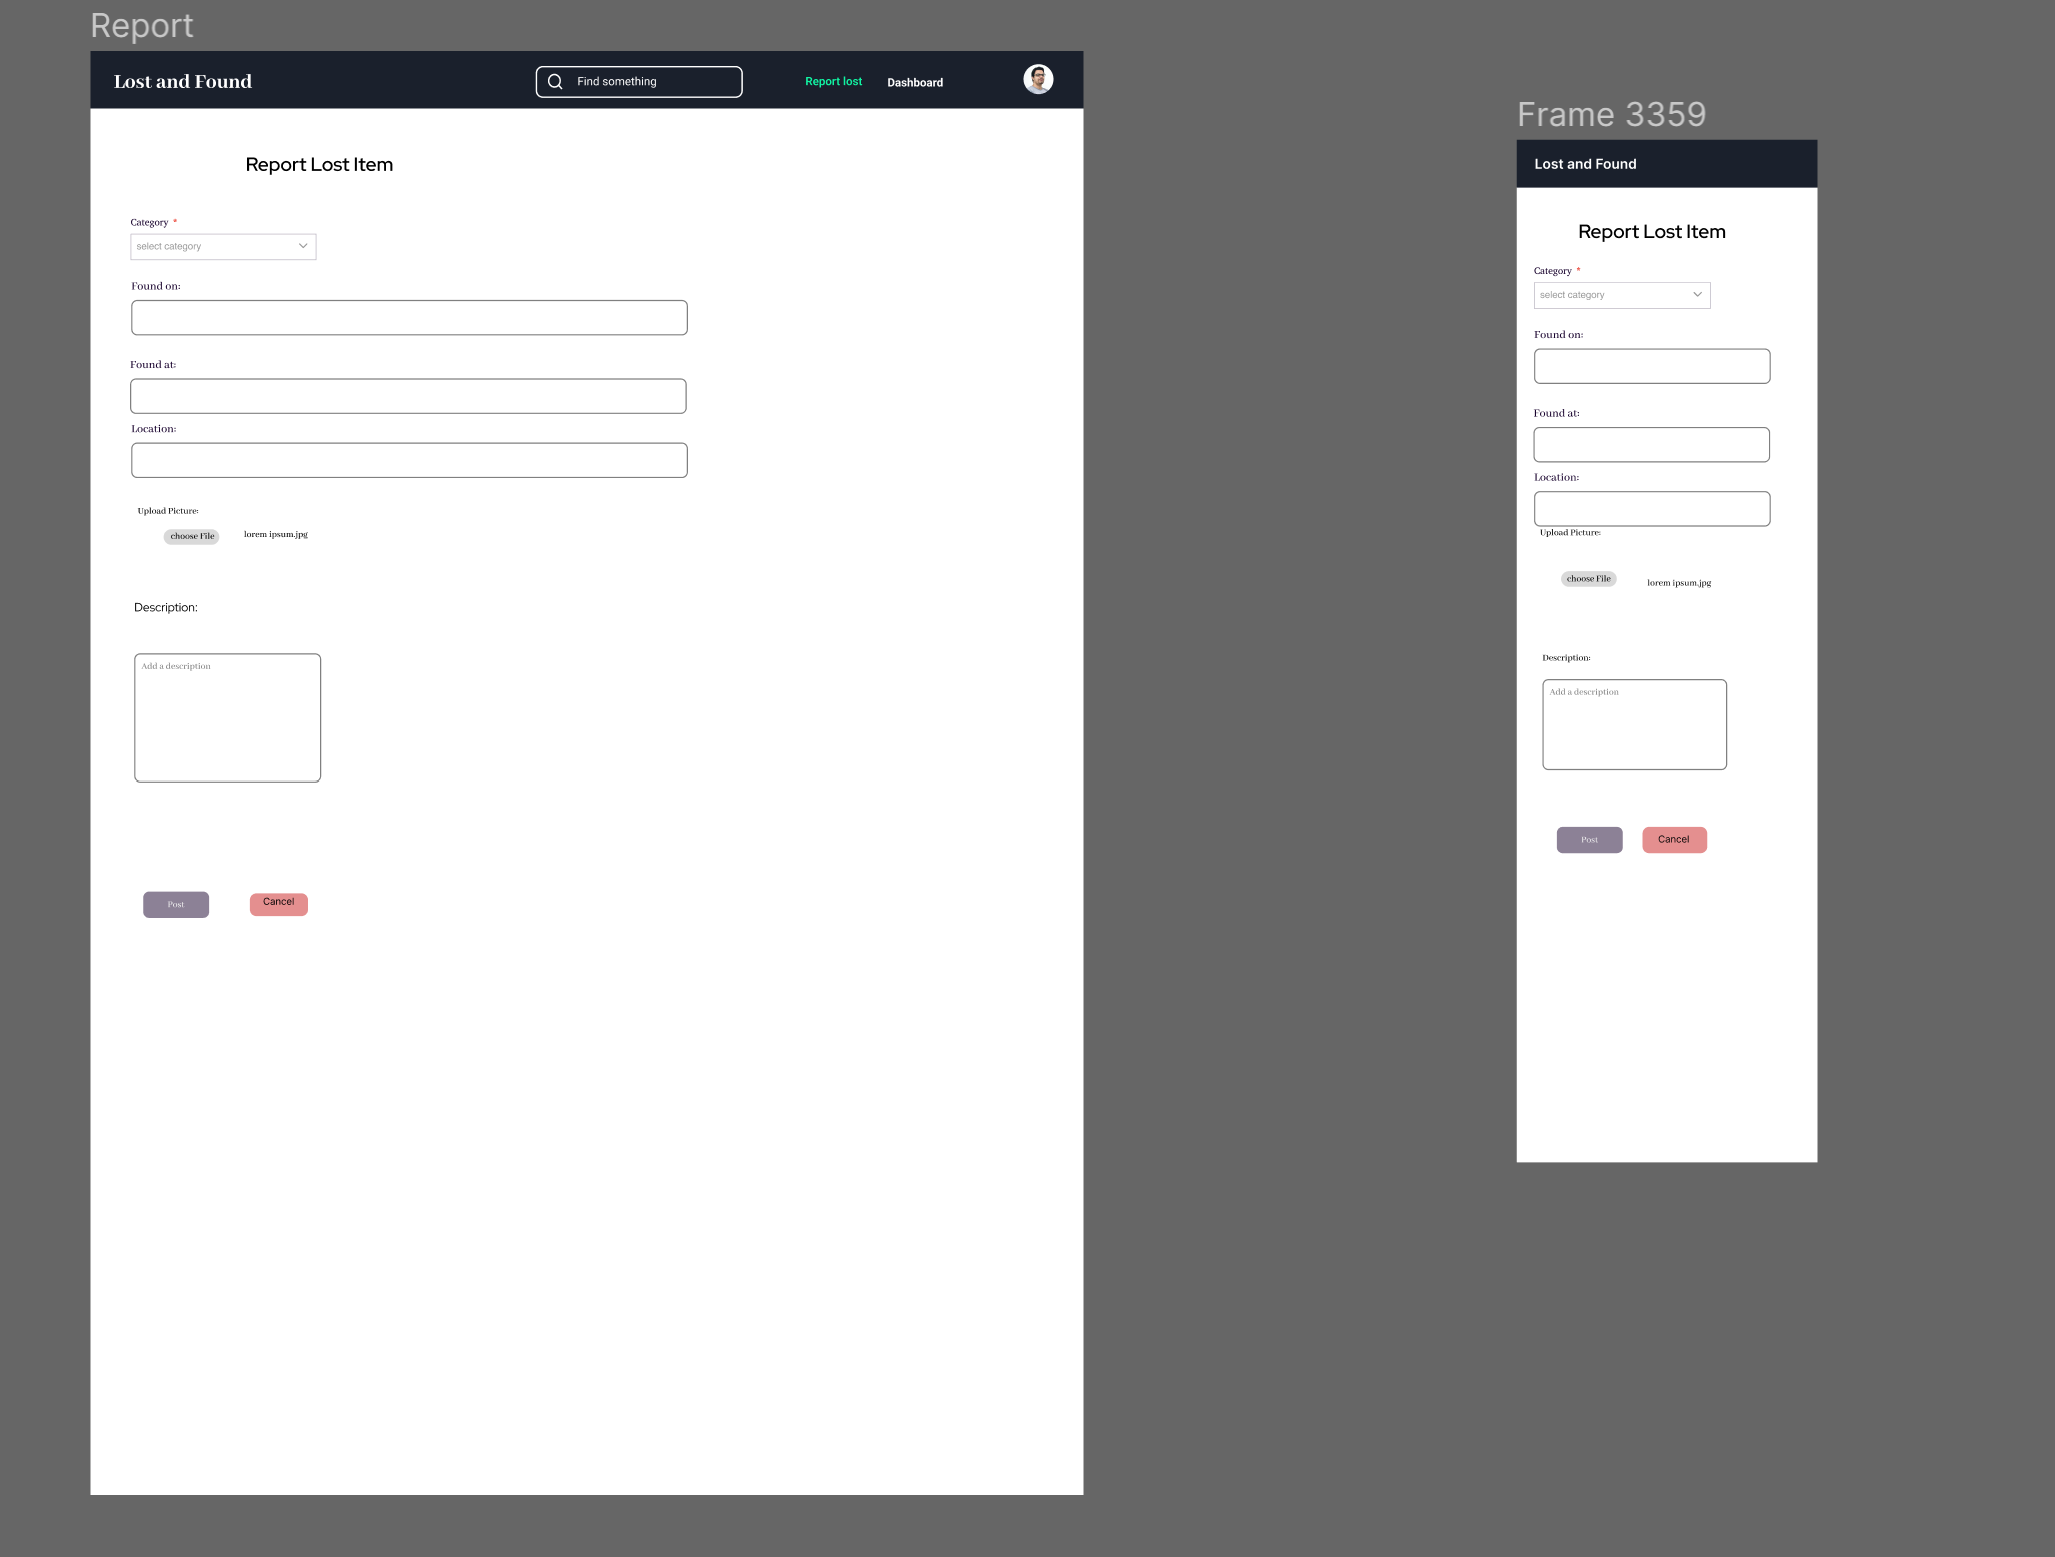 Report
Lost and Found
Find something
Report lost
Dashboard
Report Lost Item
Category *
select category
Found on:
Found at:
Location:
Upload Picture:
choose File
lorem ipsum.jpg
Description:
Add a description
Post
Cancel
Frame 3359
Lost and Found
Report Lost Item
Category *
select category
Found on:
Found at:
Location:
Upload Picture:
choose File
lorem ipsum.jpg
Description:
Add a description
Post
Cancel